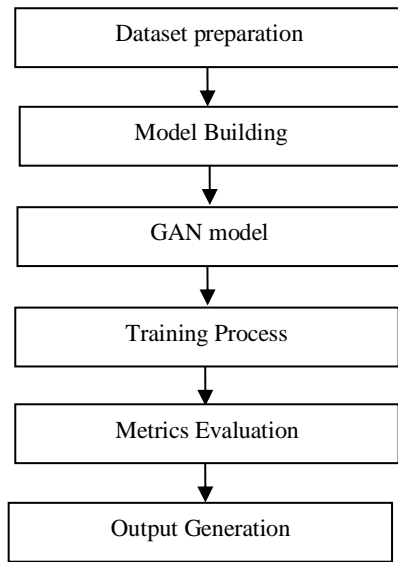 Dataset preparation
Model Building
GAN model
Training Process
Metrics Evaluation
Output Generation